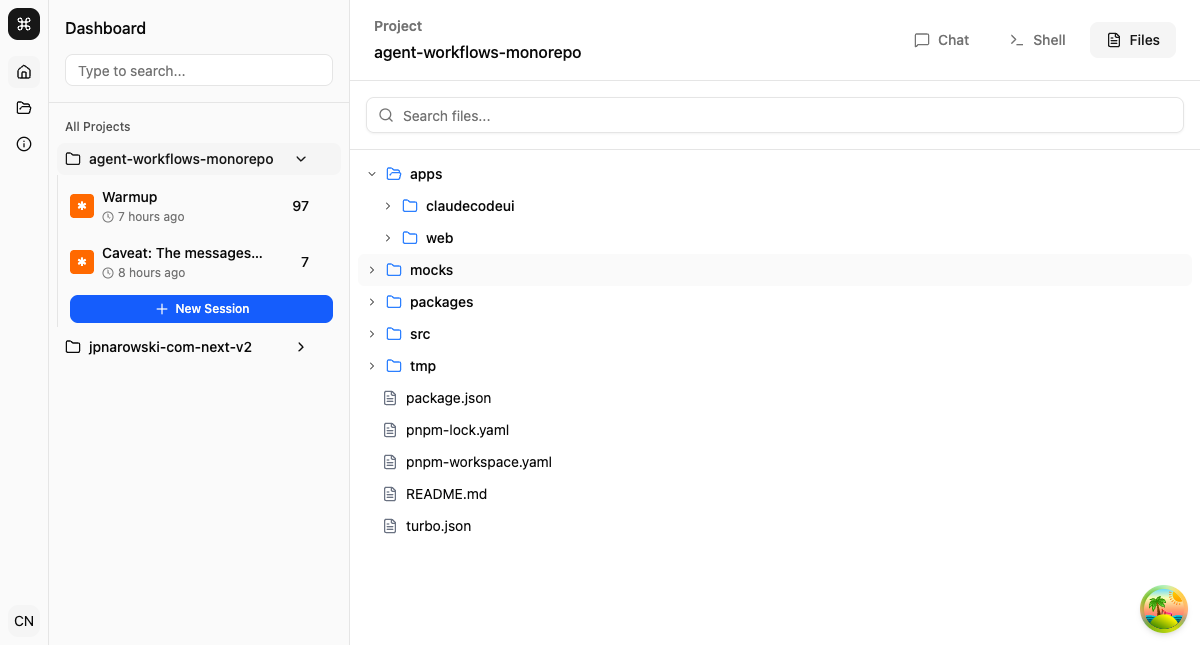 Dashboard
Type to search...
All Projects
agent-workflows-monorepo
Warmup
7 hours ago
97
Caveat: The messages...
8 hours ago
7
New Session
jpnarowski-com-next-v2
CN
Project
agent-workflows-monorepo
Chat
Shell
Files
Search files...
apps
claudecodeui
web
mocks
packages
src
tmp
package.json
pnpm-lock.yaml
pnpm-workspace.yaml
README.md
turbo.json